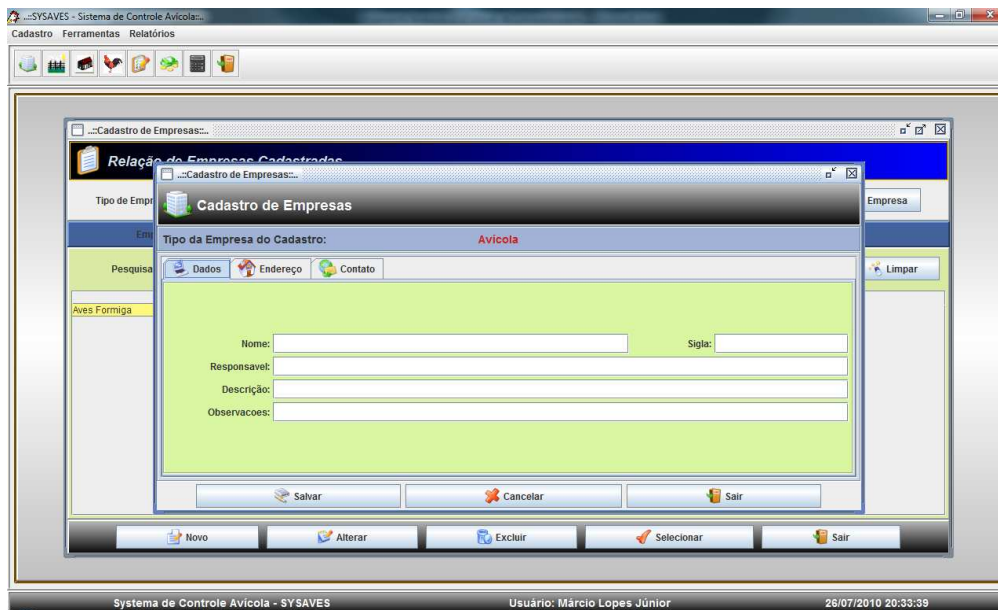 ..::SYSAVES - Sistema de Controle Avícola::..
Cadastro Ferramentas Relatórios
..::Cadastro de Empresas::..
Relação de Empresas Cadastradas
..::Cadastro de Empresas::..
Tipo de Empr
Empresa
Cadastro de Empresas
Emp
Tipo da Empresa do Cadastro: Avícola
Pesquisa
Dados Endereço Contato
Limpar
Aves Formiga
Nome: Sigla:
Responsavel:
Descrição:
Observacoes:
Salvar Cancelar Sair
Novo Alterar Excluir Selecionar Sair
Systema de Controle Avícola - SYSAVES Usuário: Márcio Lopes Júnior 26/07/2010 20:33:39